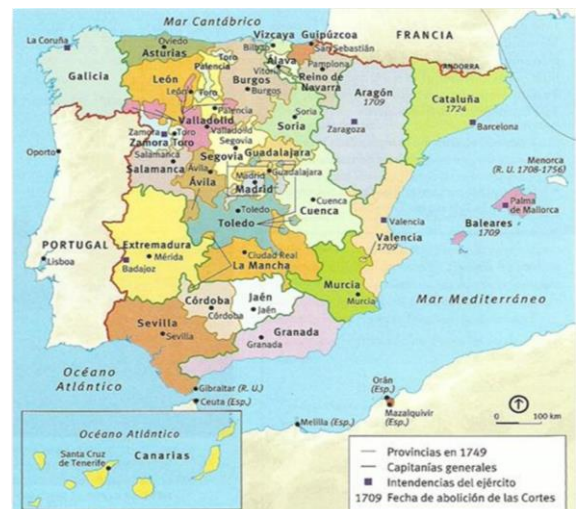 Mar Cantábrico
La Coruña
Oviedo
Asturias
Galicia
Vizcaya
Bilbao
Guipúzcoa
San Sebastián
FRANCIA
Álava
Vitoria
Pamplona
Reino de
Navarra
ANDORRA
León
León
Toro
Palencia
Toro
Palencia
Burgos
Burgos
Aragón
1709
Zaragoza
Cataluña
1724
Barcelona
Soria
Soria
Valladolid
Valladolid
Zamora
Toro
Zamora
Toro
Oporto
Salamanca
Salamanca
Segovia
Segovia
Guadalajara
Guadalajara
Ávila
Ávila
Madrid
Madrid
Cuenca
Cuenca
Menorca
(R. U. 1708-1756)
Palma
de Mallorca
Baleares
1709
Toledo
Toledo
Valencia
Valencia
1709
PORTUGAL
Lisboa
Extremadura
Mérida
Badajoz
Ciudad Real
La Mancha
Murcia
Murcia
Mar Mediterráneo
Córdoba
Córdoba
Jaén
Jaén
Sevilla
Sevilla
Granada
Granada
Océano
Atlántico
Gibraltar (R. U.)
Ceuta (Esp.)
Orán
(Esp.)
Mazalquivir
(Esp.)
Melilla (Esp.)
0 100 km
Océano Atlántico
Santa Cruz
de Tenerife
Canarias
Provincias en 1749
Capitanías generales
Intendencias del ejército
1709 Fecha de abolición de las Cortes